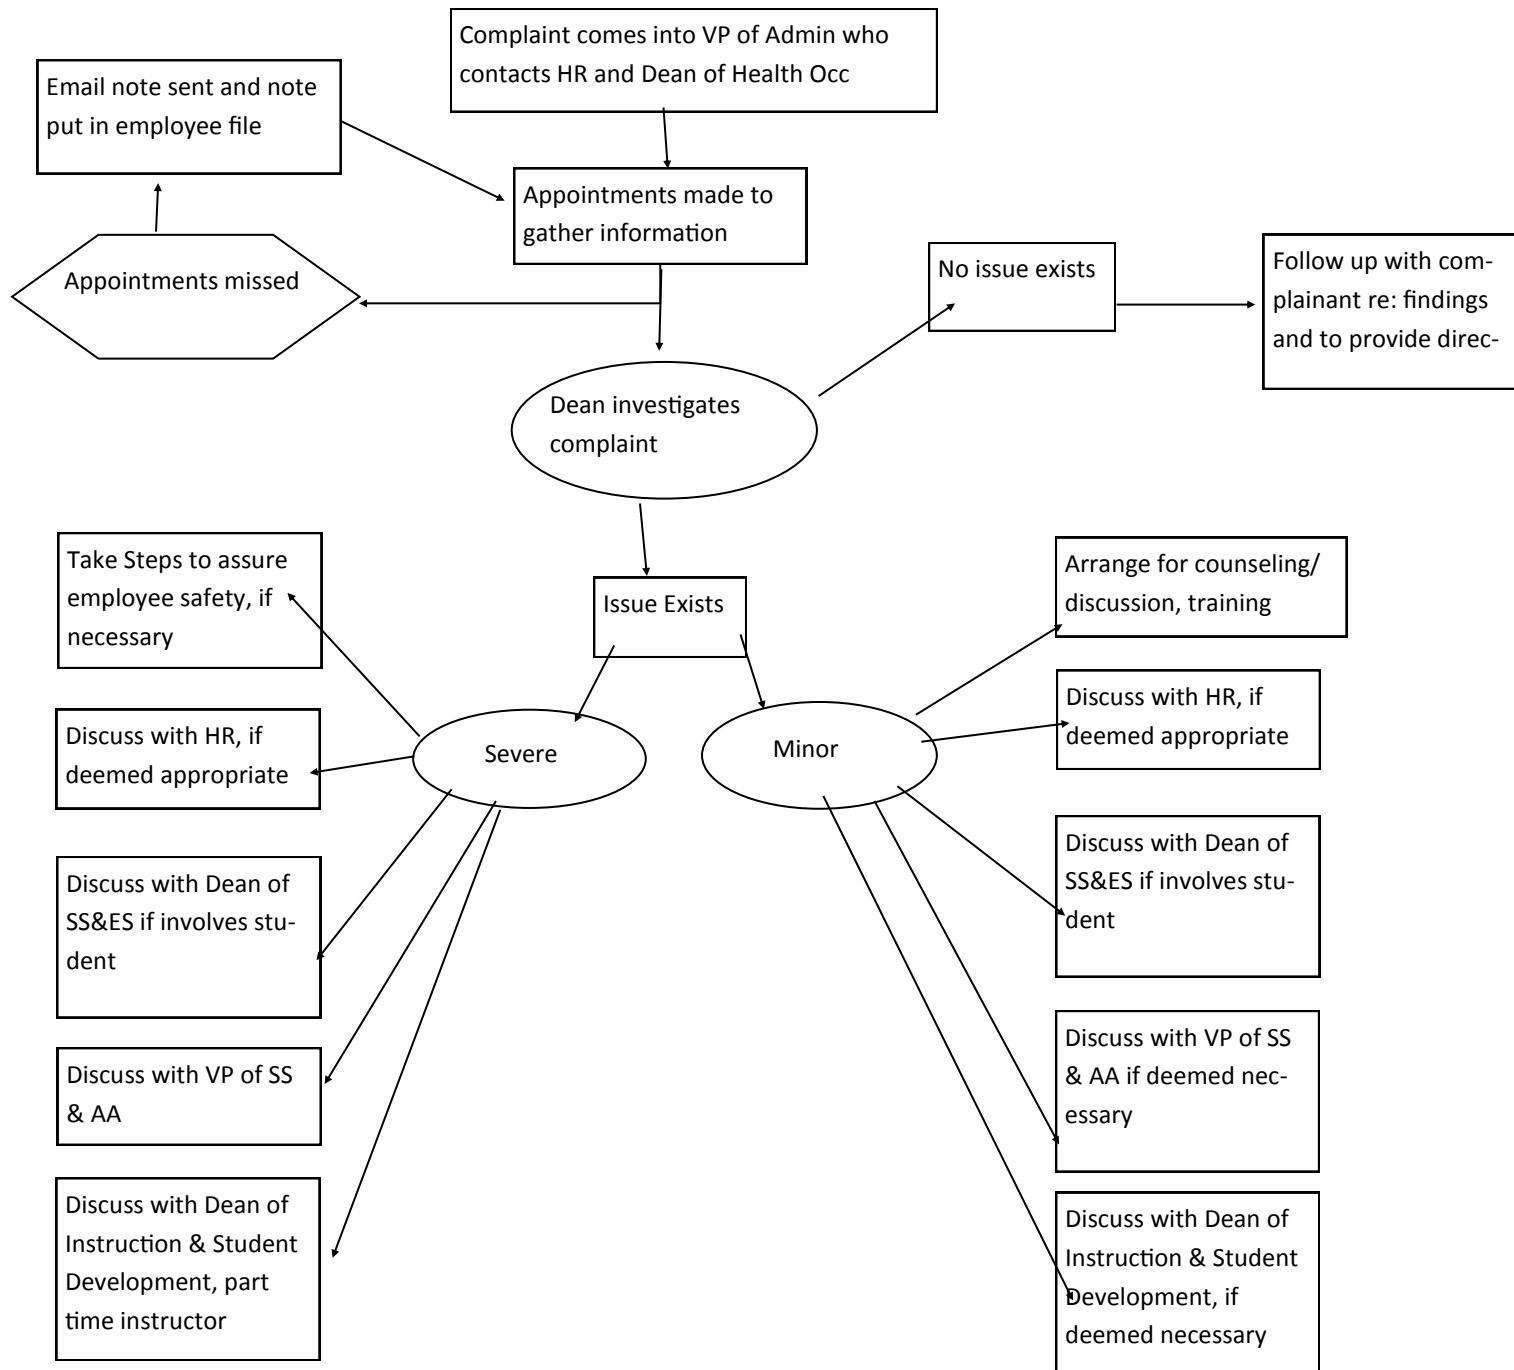 Complaint comes into VP of Admin who
contacts HR and Dean of Health Occ
Email note sent and note
put in employee file
Appointments made to
gather information
Appointments missed
No issue exists
Follow up with com-
plainant re: findings
and to provide direc-
Dean investigates
complaint
Issue Exists
Take Steps to assure
employee safety, if
necessary
Discuss with HR, if
deemed appropriate
Severe
Discuss with Dean of
SS&ES if involves stu-
dent
Discuss with VP of SS
& AA
Discuss with Dean of
Instruction & Student
Development, part
time instructor
Minor
Arrange for counseling/
discussion, training
Discuss with HR, if
deemed appropriate
Discuss with Dean of
SS&ES if involves stu-
dent
Discuss with VP of SS
& AA if deemed nec-
essary
Discuss with Dean of
Instruction & Student
Development, if
deemed necessary